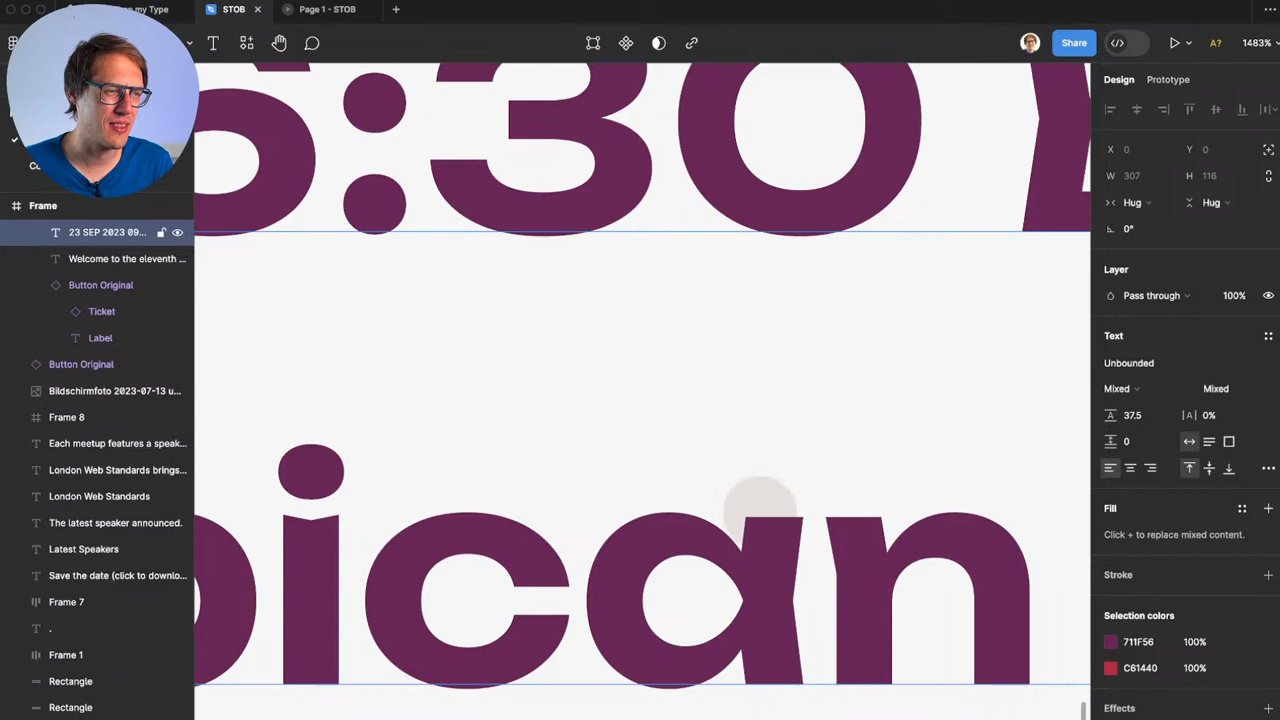 my Type
STOB
Page 1 - STOB
Share
A?
1483%
Design
Prototype
X 0
Y 0
W 307
H 116
Hug
Hug
0°
Frame
23 SEP 2023 09...
Welcome to the eleventh ...
Button Original
Ticket
Label
Button Original
Bildschirmfoto 2023-07-13 u...
Frame 8
Each meetup features a speak...
London Web Standards brings...
London Web Standards
The latest speaker announced.
Latest Speakers
Save the date (click to downlo...
Frame 7
.
Frame 1
Rectangle
Rectangle
:30
ican
Layer
Pass through
100%
Text
Unbounded
Mixed
Mixed
37.5
|A| 0%
0
Fill
Click + to replace mixed content.
Stroke
Selection colors
711F56
100%
C61440
100%
Effects